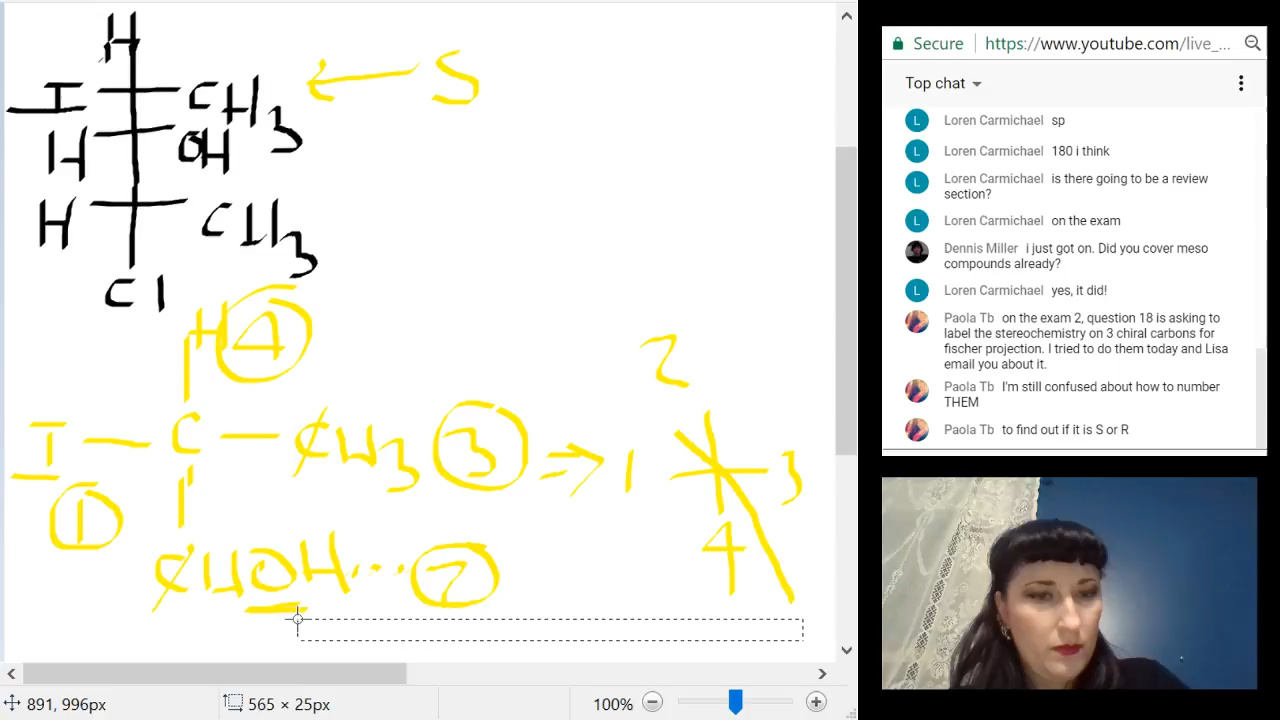 H
I CH3 ← S
H OH
H CH3
Cl
H 4
I — C — CH3 3 ⇒ 1 2 3 4
1
CHOH... 2
891, 996px 565 × 25px 100%
Secure https://www.youtube.com/live_...
Top chat
Loren Carmichael sp
Loren Carmichael 180 i think
Loren Carmichael is there going to be a review
section?
Loren Carmichael on the exam
Dennis Miller i just got on. Did you cover meso
compounds already?
Loren Carmichael yes, it did!
Paola Tb on the exam 2, question 18 is asking to
label the stereochemistry on 3 chiral carbons for
fischer projection. I tried to do them today and Lisa
email you about it.
Paola Tb I'm still confused about how to number
THEM
Paola Tb to find out if it is S or R